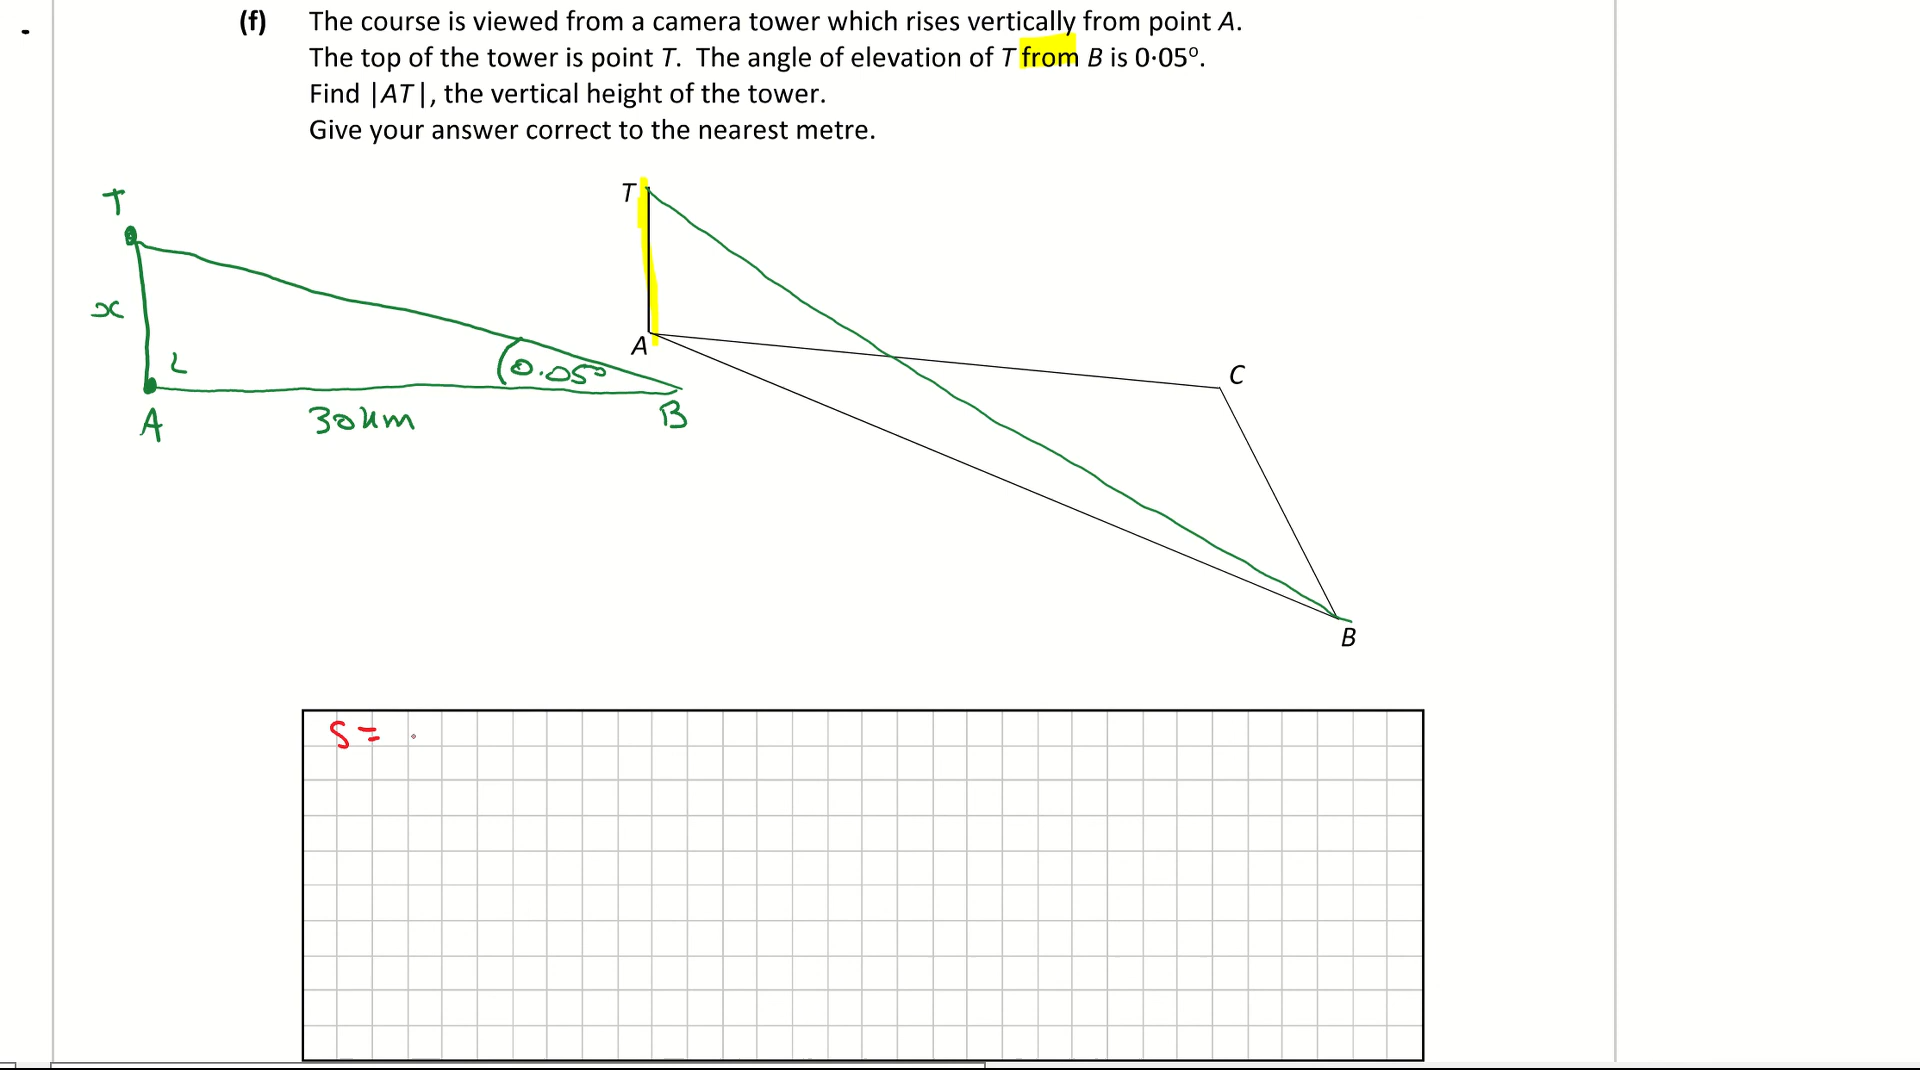 (f) The course is viewed from a camera tower which rises vertically from point A.
The top of the tower is point T. The angle of elevation of T from B is 0·05°.
Find |AT|, the vertical height of the tower.
Give your answer correct to the nearest metre.
T
T
x
A
0.05°
C
A
30km
B
B
S =